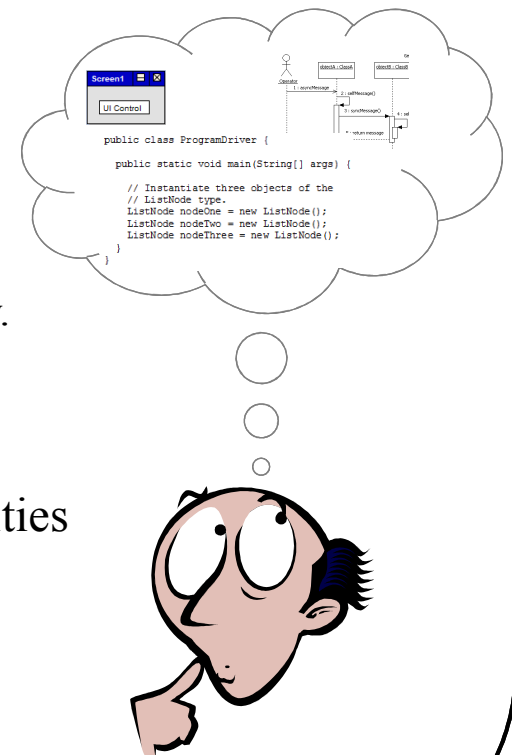 Screen1
UI Control
Operator
objectA : ClassA
objectB : ClassB
1 : asyncMessage
2 : selfMessage()
3 : syncMessage()
return message
public class ProgramDriver {
public static void main(String[] args) {
// Instantiate three objects of the
// ListNode type.
ListNode nodeOne = new ListNode();
ListNode nodeTwo = new ListNode();
ListNode nodeThree = new ListNode();
}
}
ties